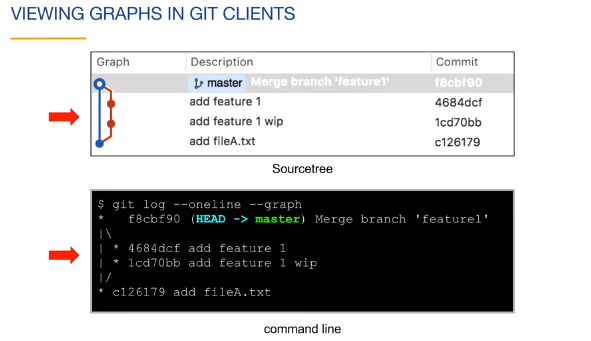 VIEWING GRAPHS IN GIT CLIENTS
Graph Description Commit
master Merge branch 'feature1' f8cbf90
add feature 1 4684dcf
add feature 1 wip 1cd70bb
add fileA.txt c126179
Sourcetree
$ git log --oneline --graph
* f8cbf90 (HEAD -> master) Merge branch 'feature1'
|\
| * 4684dcf add feature 1
| * 1cd70bb add feature 1 wip
|/
* c126179 add fileA.txt
command line